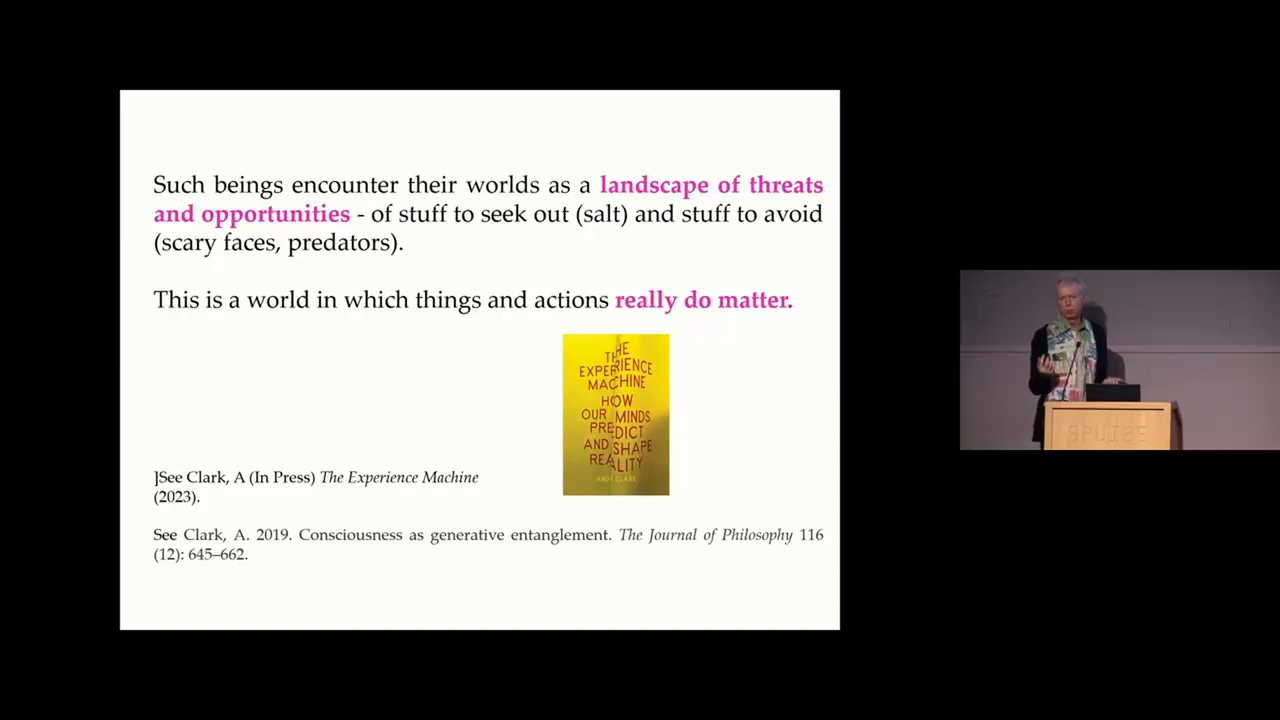 Such beings encounter their worlds as a landscape of threats
and opportunities - of stuff to seek out (salt) and stuff to avoid
(scary faces, predators).
This is a world in which things and actions really do matter.
THE
EXPERIENCE
MACHINE
HOW
OUR MINDS
PREDICT
AND SHAPE
REALITY
ANDY CLARK
]See Clark, A (In Press) The Experience Machine
(2023).
See Clark, A. 2019. Consciousness as generative entanglement. The Journal of Philosophy 116
(12): 645–662.
SPUI25